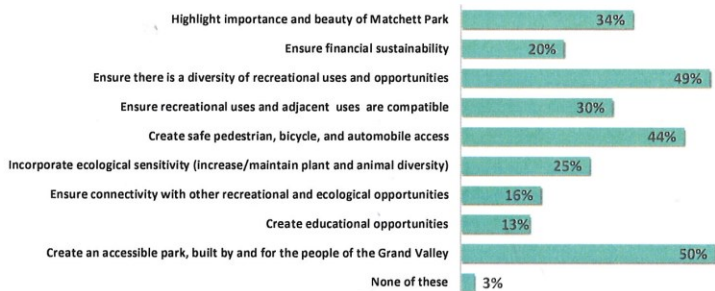 Highlight importance and beauty of Matchett Park 34%
Ensure financial sustainability 20%
Ensure there is a diversity of recreational uses and opportunities 49%
Ensure recreational uses and adjacent uses are compatible 30%
Create safe pedestrian, bicycle, and automobile access 44%
Incorporate ecological sensitivity (increase/maintain plant and animal diversity) 25%
Ensure connectivity with other recreational and ecological opportunities 16%
Create educational opportunities 13%
Create an accessible park, built by and for the people of the Grand Valley 50%
None of these 3%